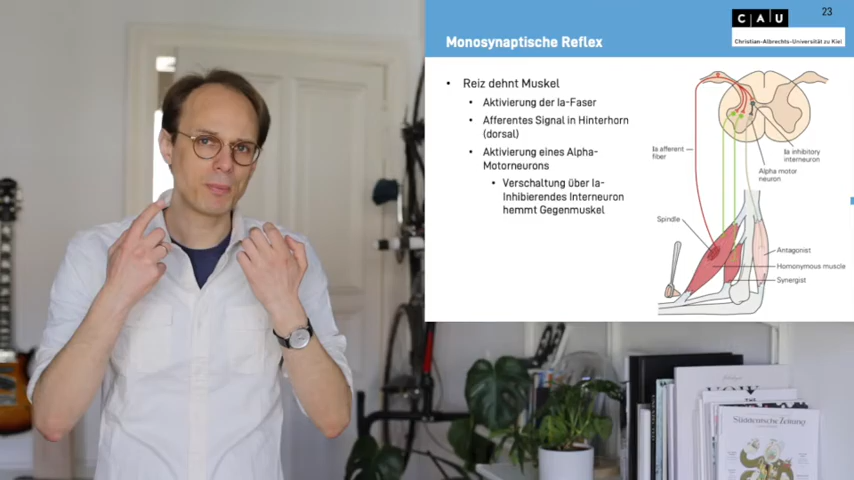 23
C A U
Christian-Albrechts-Universität zu Kiel
Monosynaptische Reflex
• Reiz dehnt Muskel
• Aktivierung der Ia-Faser
• Afferentes Signal in Hinterhorn
(dorsal)
• Aktivierung eines Alpha-
Motorneurons
• Verschaltung über Ia-
Inhibierendes Interneuron
hemmt Gegenmuskel
Ia afferent
fiber
Ia inhibitory
interneuron
Alpha motor
neuron
Spindle
Antagonist
Homonymous muscle
Synergist
Süddeutsche Zeitung